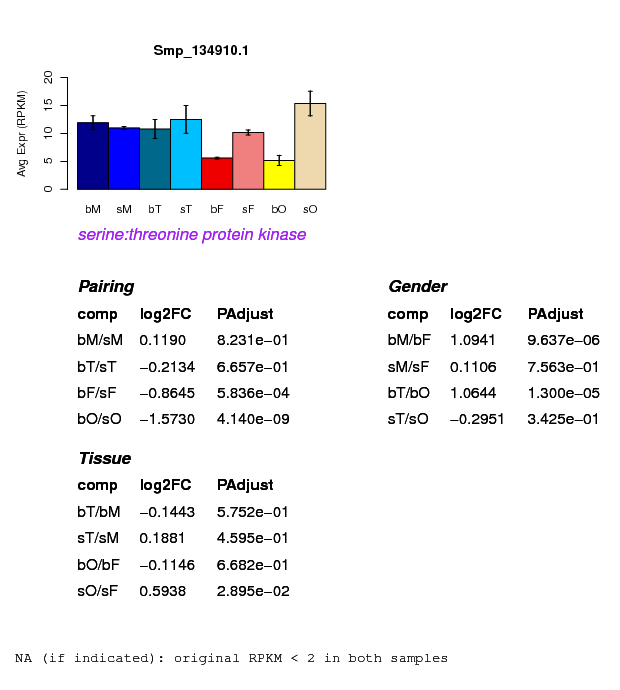 Smp_134910.1
Avg Expr (RPKM)
20
15
10
5
0
bM sM bT sT bF sF bO sO
serine:threonine protein kinase
Pairing
comp log2FC PAdjust
bM/sM 0.1190 8.231e−01
bT/sT −0.2134 6.657e−01
bF/sF −0.8645 5.836e−04
bO/sO −1.5730 4.140e−09
Gender
comp log2FC PAdjust
bM/bF 1.0941 9.637e−06
sM/sF 0.1106 7.563e−01
bT/bO 1.0644 1.300e−05
sT/sO −0.2951 3.425e−01
Tissue
comp log2FC PAdjust
bT/bM −0.1443 5.752e−01
sT/sM 0.1881 4.595e−01
bO/bF −0.1146 6.682e−01
sO/sF 0.5938 2.895e−02
NA (if indicated): original RPKM < 2 in both samples